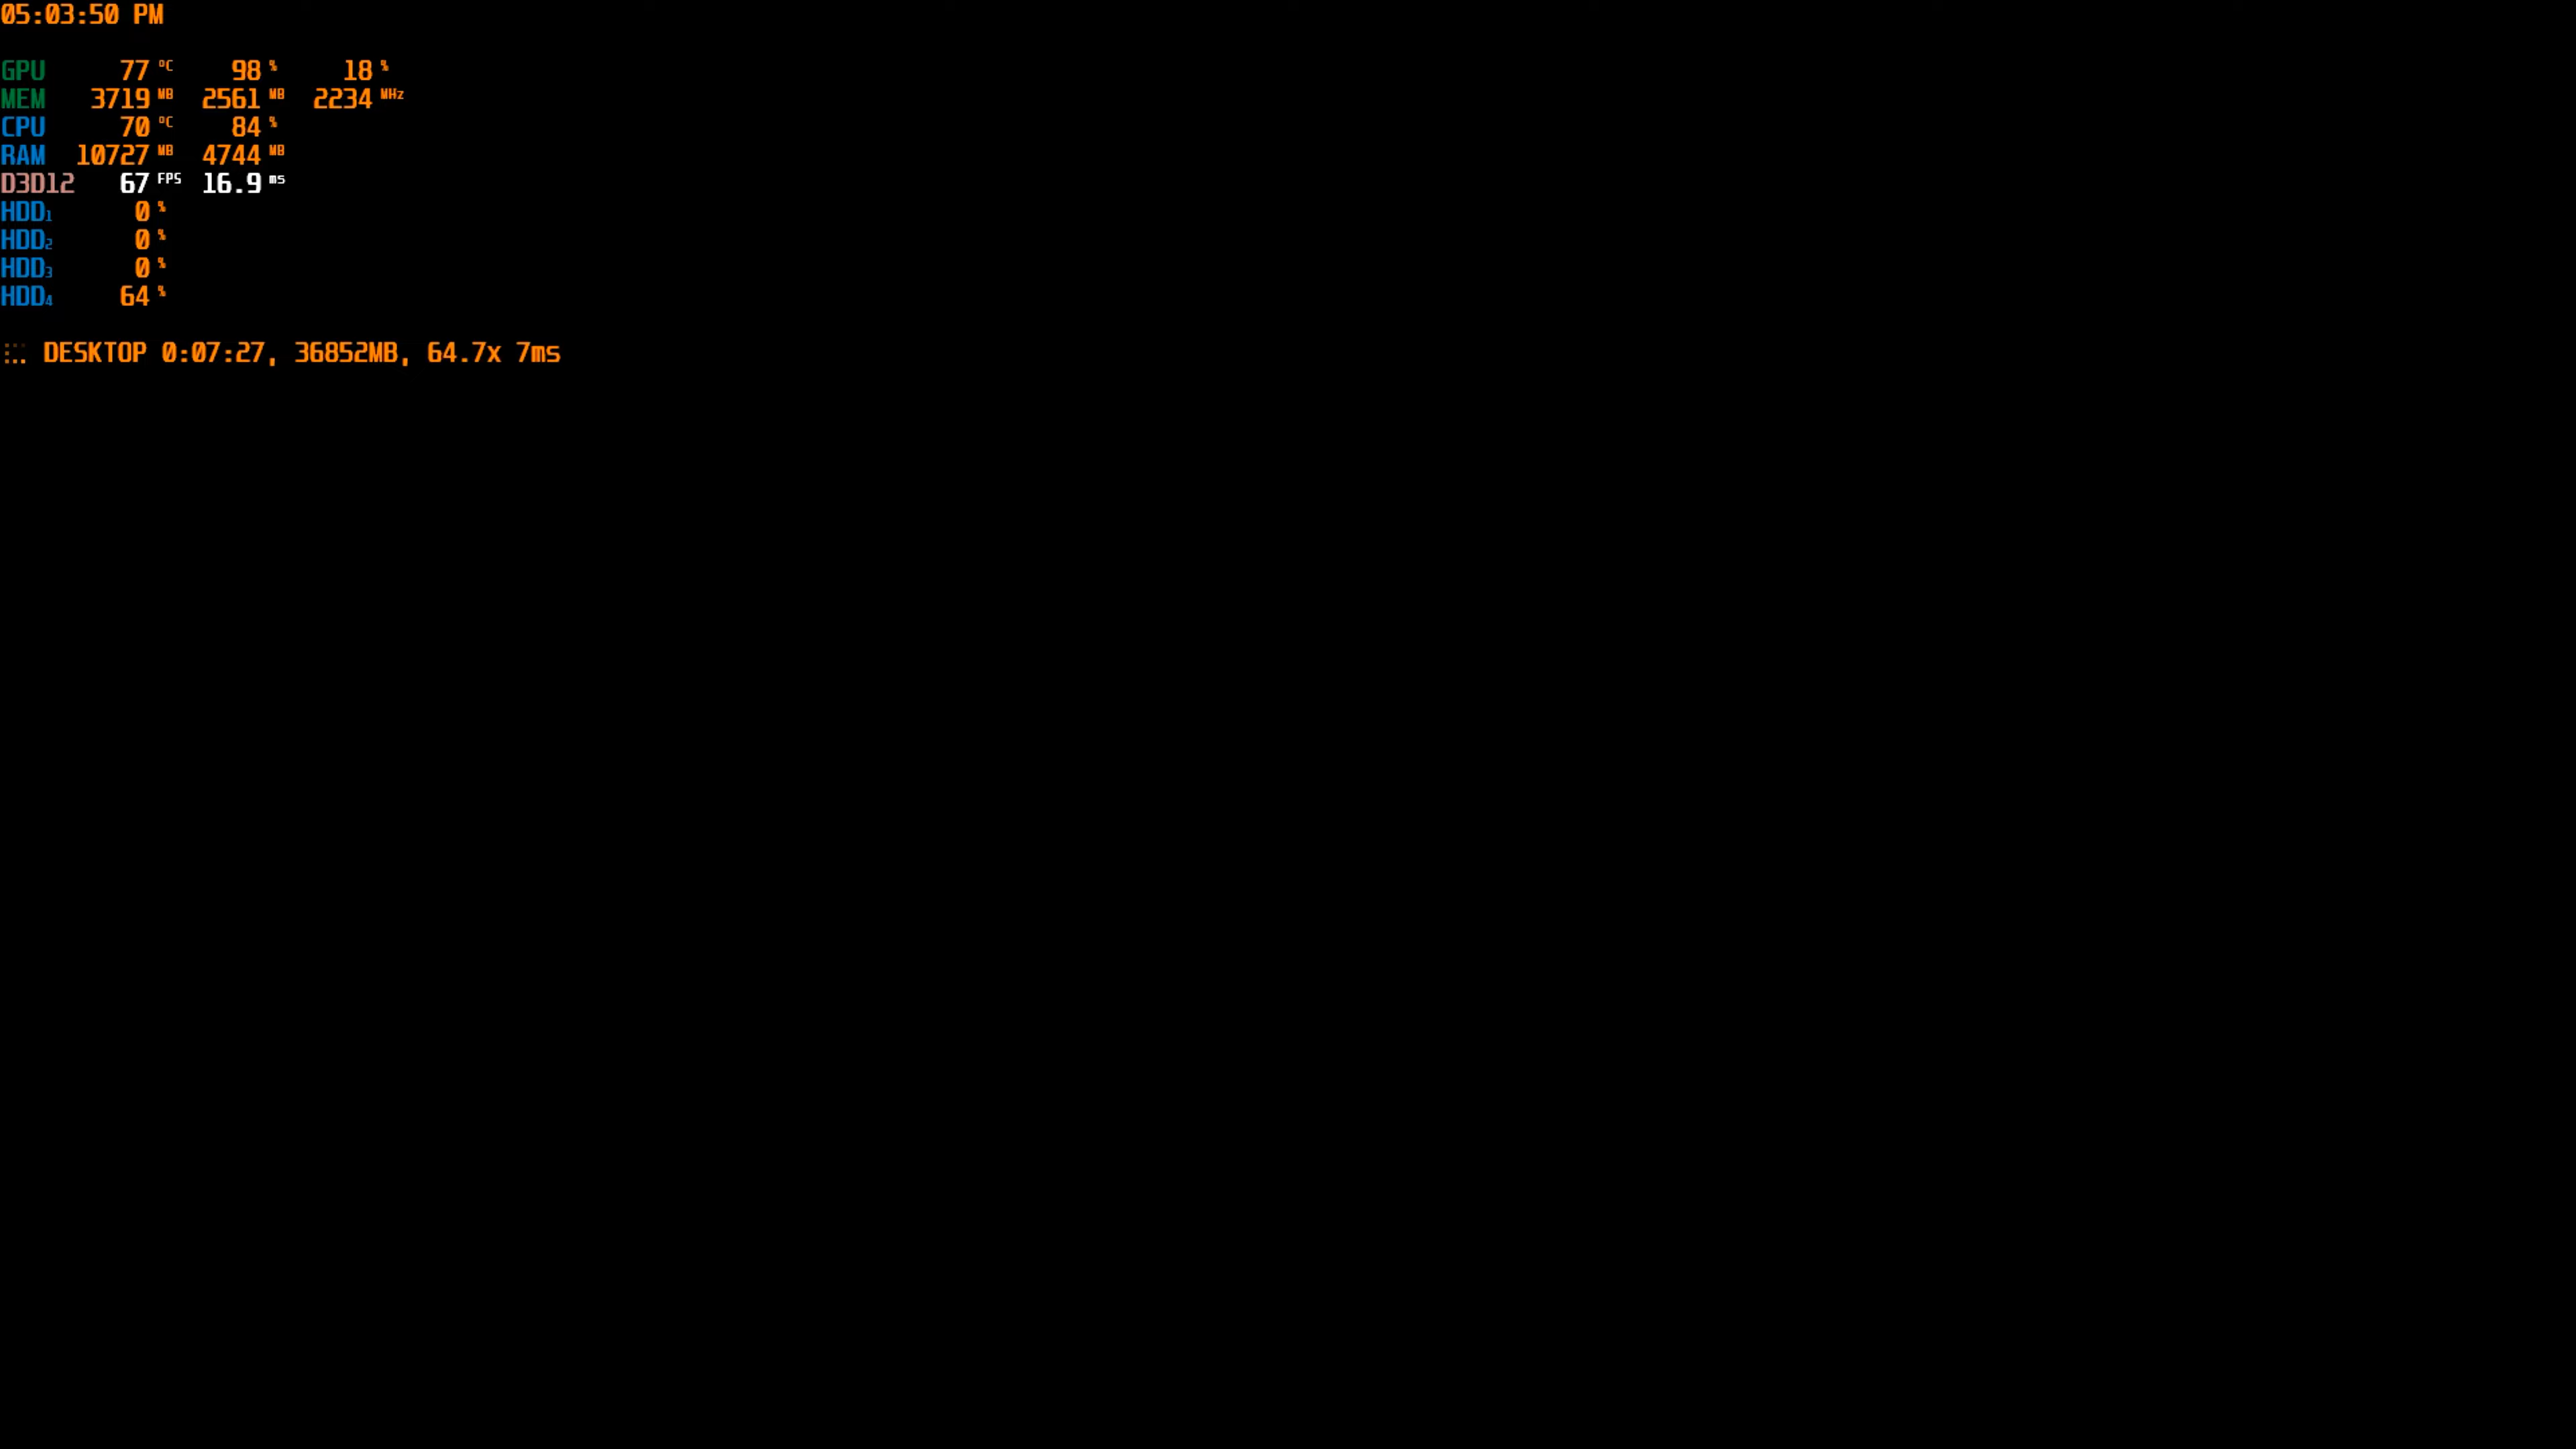 05:03:50 PM
GPU 77 °C 98 % 18 %
MEM 3719 MB 2561 MB 2234 MHz
CPU 70 °C 84 %
RAM 10727 MB 4744 MB
D3D12 67 FPS 16.9 ms
HDD1 0 %
HDD2 0 %
HDD3 0 %
HDD4 64 %
DESKTOP 0:07:27, 36852MB, 64.7x 7ms